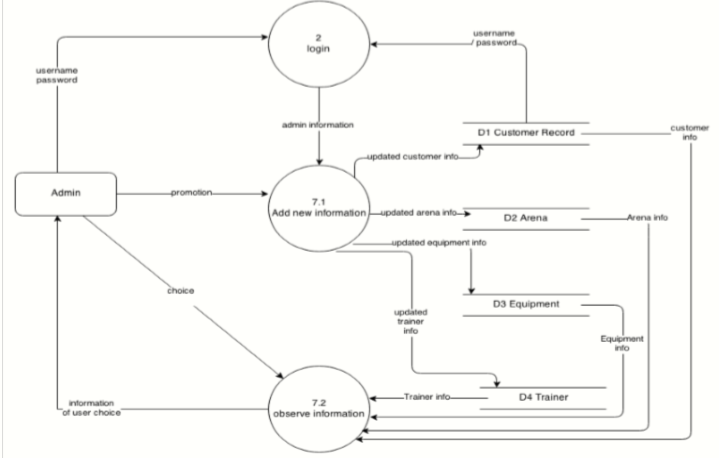 2
login
username
/ password
username
password
admin information
D1 Customer Record
customer
info
updated customer info
Admin
promotion
7.1
Add new information
updated arena info
D2 Arena
Arena info
updated equipment info
choice
D3 Equipment
updated
trainer
info
Equipment
info
7.2
observe information
Trainer info
D4 Trainer
information
of user choice